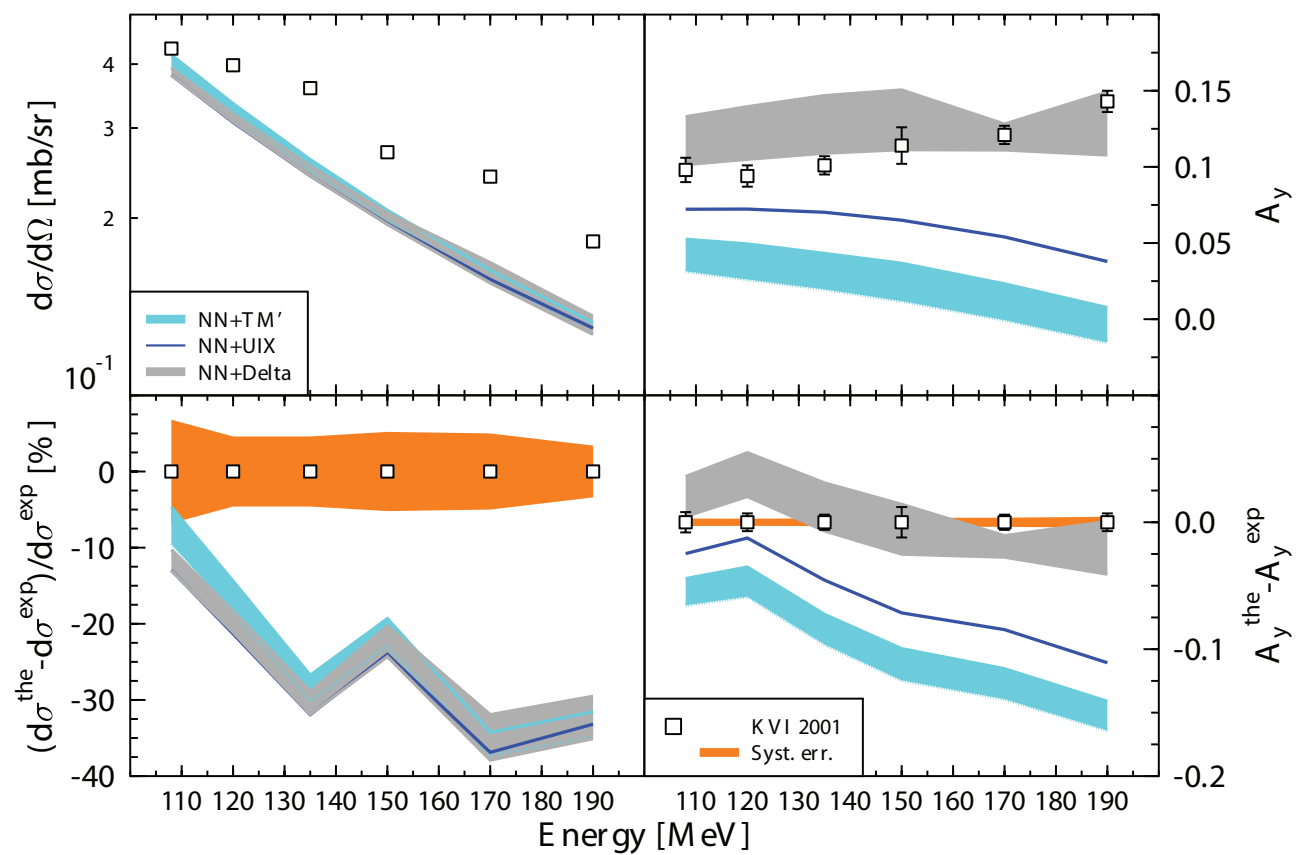 4
3
2
10⁻¹
dσ/dΩ [mb/sr]
NN+TM′
NN+UIX
NN+Delta
0.15
0.1
0.05
0.0
A_y
0
-10
-20
-30
-40
(dσ^the-dσ^exp)/dσ^exp [%]
0.0
-0.1
-0.2
A_y^the-A_y^exp
KVI 2001
Syst. err.
110 120 130 140 150 160 170 180 190 110 120 130 140 150 160 170 180 190
Energy [MeV]